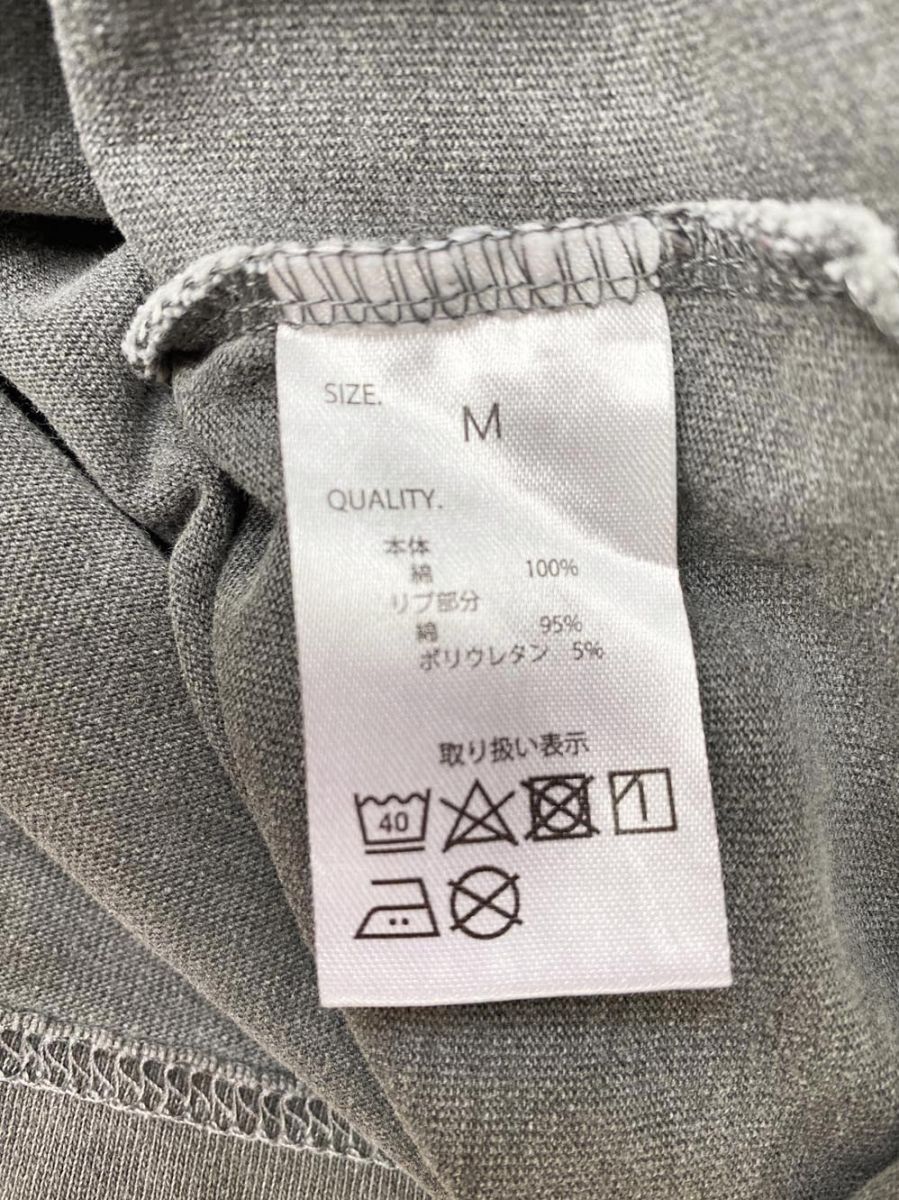 SIZE.
M
QUALITY.
本体
綿 100%
リブ部分
綿 95%
ポリウレタン 5%
取り扱い表示
40